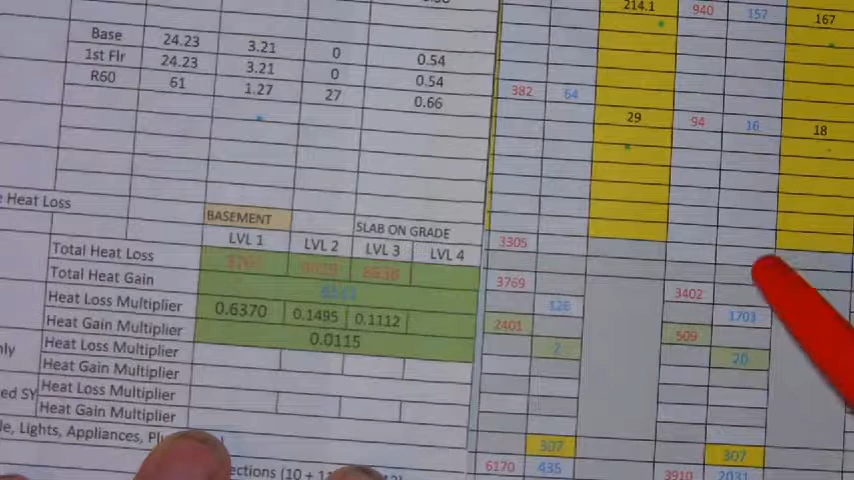 214.1 940 157 167
Base 24.23 3.21 0 0.54
1st Flr 24.23 3.21 0 0.54
R60 61 1.27 27 0.66
382 64
29 94 16 18
Heat Loss
BASEMENT SLAB ON GRADE
LVL 1 LVL 2 LVL 3 LVL 4
3305
Total Heat Loss
Total Heat Gain
3769 3402
Heat Loss Multiplier 0.6370 0.1495 0.1112
126 1703
Heat Gain Multiplier 0.0115
2401 509
Heat Loss Multiplier
2 20
Heat Gain Multiplier
Heat Loss Multiplier
Heat Gain Multiplier
Lights, Appliances,
307 307
ections (10 + 1
6170 435 3910 2031